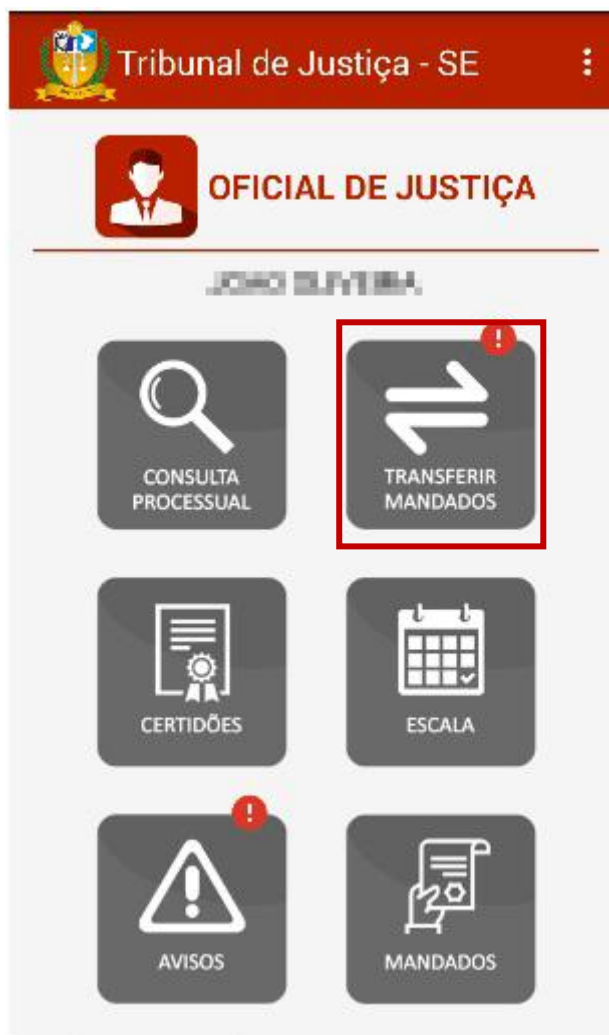 Tribunal de Justiça - SE
OFICIAL DE JUSTIÇA
CONSULTA
PROCESSUAL
TRANSFERIR
MANDADOS
CERTIDÕES
ESCALA
AVISOS
MANDADOS